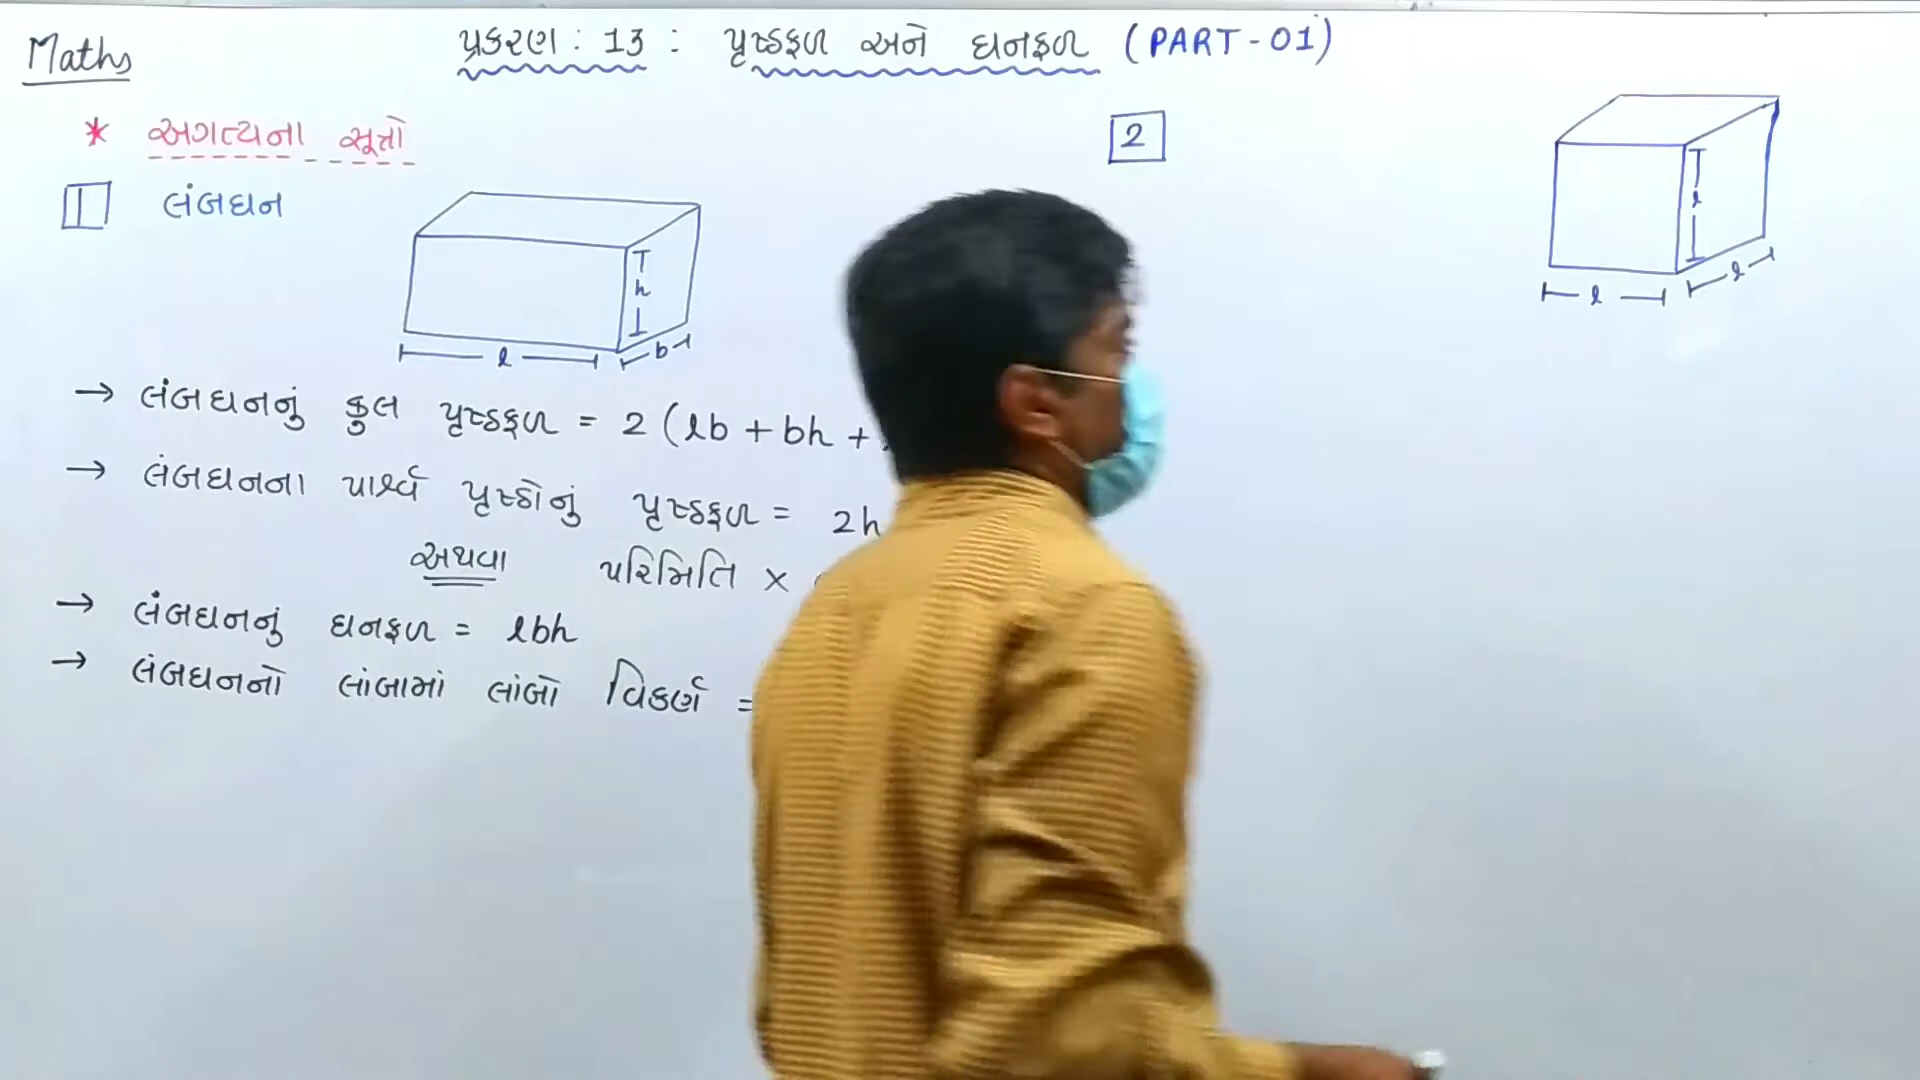 Maths
પ્રકરણ : 13 : પૃષ્ઠફળ અને ઘનફળ (PART-01)
* અગત્યના સૂત્રો
1 લંબઘન
h
l
b
→ લંબઘનનું કુલ પૃષ્ઠફળ = 2 (lb + bh +
→ લંબઘનના પાર્શ્વ પૃષ્ઠોનું પૃષ્ઠફળ = 2h
અથવા પરિમિતિ ×
→ લંબઘનનું ઘનફળ = lbh
→ લંબઘનનો લાંબામાં લાંબો વિકર્ણ =
2
l
l
l